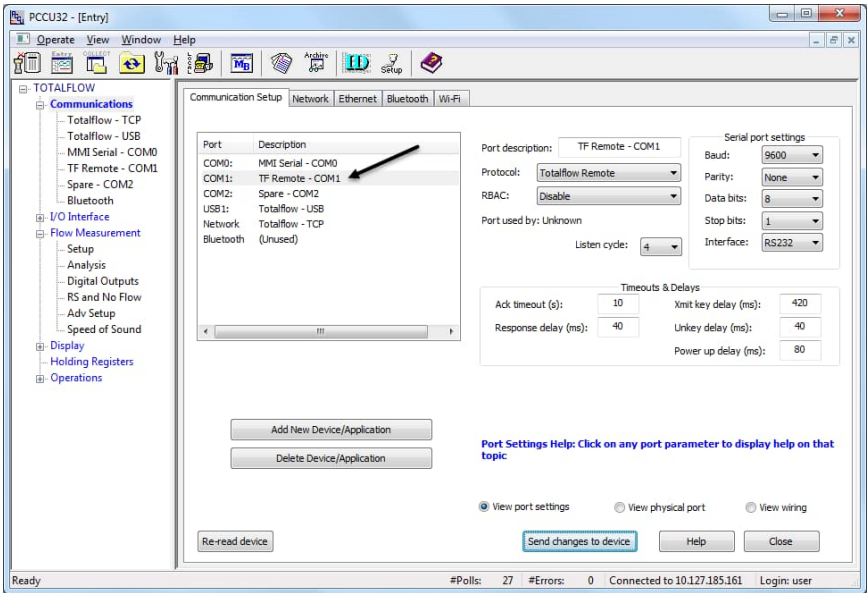 PCCU32 - [Entry]
Operate View Window Help
Entry COLLECT Archive
MB ID Setup
TOTALFLOW
Communications
Totalflow - TCP
Totalflow - USB
MMI Serial - COM0
TF Remote - COM1
Spare - COM2
Bluetooth
I/O Interface
Flow Measurement
Setup
Analysis
Digital Outputs
RS and No Flow
Adv Setup
Speed of Sound
Display
Holding Registers
Operations
Communication Setup Network Ethernet Bluetooth Wi-Fi
Port Description
COM0: MMI Serial - COM0
COM1: TF Remote - COM1
COM2: Spare - COM2
USB1: Totalflow - USB
Network Totalflow - TCP
Bluetooth (Unused)
Add New Device/Application
Delete Device/Application
Port description: TF Remote - COM1
Protocol: Totalflow Remote
RBAC: Disable
Port used by: Unknown
Listen cycle: 4
Serial port settings
Baud: 9600
Parity: None
Data bits: 8
Stop bits: 1
Interface: RS232
Timeouts & Delays
Ack timeout (s): 10 Xmit key delay (ms): 420
Response delay (ms): 40 Unkey delay (ms): 40
Power up delay (ms): 80
Port Settings Help: Click on any port parameter to display help on that
topic
View port settings View physical port View wiring
Re-read device Send changes to device Help Close
Ready #Polls: 27 #Errors: 0 Connected to 10.127.185.161 Login: user